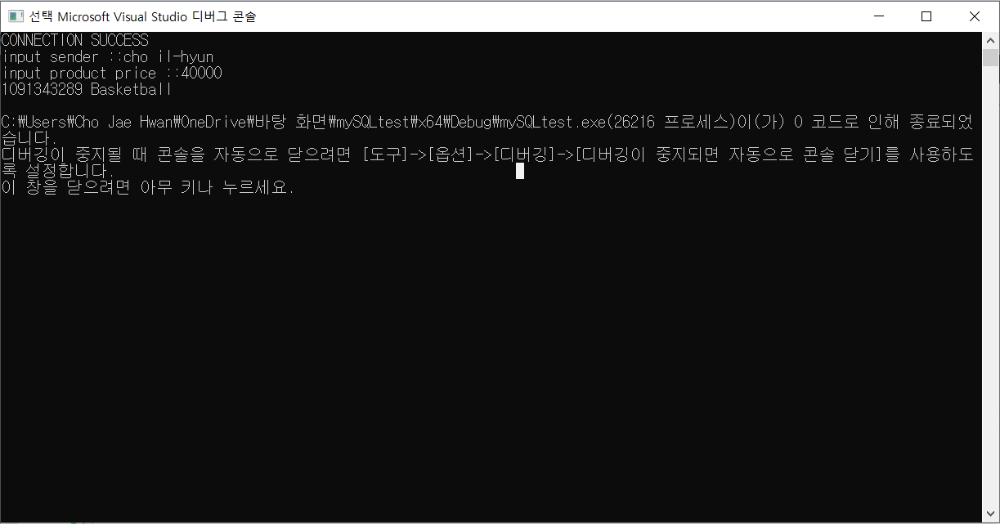 선택 Microsoft Visual Studio 디버그 콘솔
CONNECTION SUCCESS
input sender ::cho il-hyun
input product price ::40000
1091343289 Basketball
C:₩Users₩Cho Jae Hwan₩OneDrive₩바탕 화면₩mySQLtest₩x64₩Debug₩mySQLtest.exe(26216 프로세스)이(가) 0 코드로 인해 종료되었
습니다.
디버깅이 중지될 때 콘솔을 자동으로 닫으려면 [도구]->[옵션]->[디버깅]->[디버깅이 중지되면 자동으로 콘솔 닫기]를 사용하도
록 설정합니다.
이 창을 닫으려면 아무 키나 누르세요.